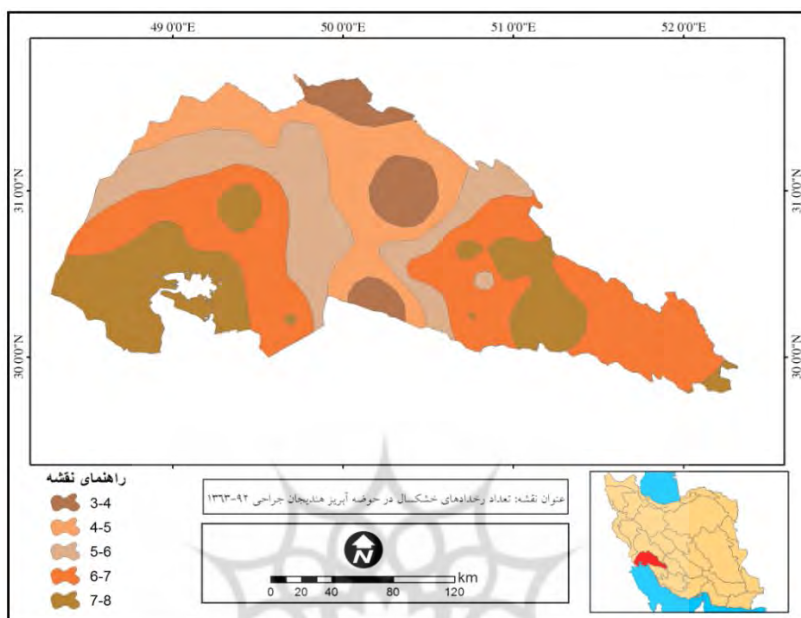 49 0'0"E 50 0'0"E 51 0'0"E 52 0'0"E
31 0'0"N 31 0'0"N
30 0'0"N 30 0'0"N
راهنمای نقشه
3-4
4-5
5-6
6-7
7-8
عنوان نقشه: تعداد رخدادهای خشکسال در حوضه آبریز هندیجان جراحی ۹۲-۱۳۶۳
N
km
0 20 40 80 120